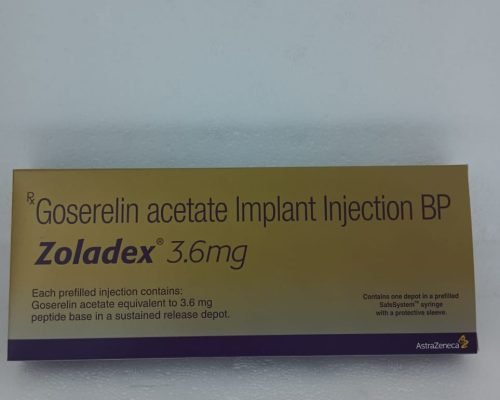 Rx
Goserelin acetate Implant Injection BP
Zoladex® 3.6mg
Each prefilled injection contains:
Goserelin acetate equivalent to 3.6 mg
peptide base in a sustained release depot.
Contains one depot in a prefilled
SafeSystem™ syringe
with a protective sleeve.
AstraZeneca